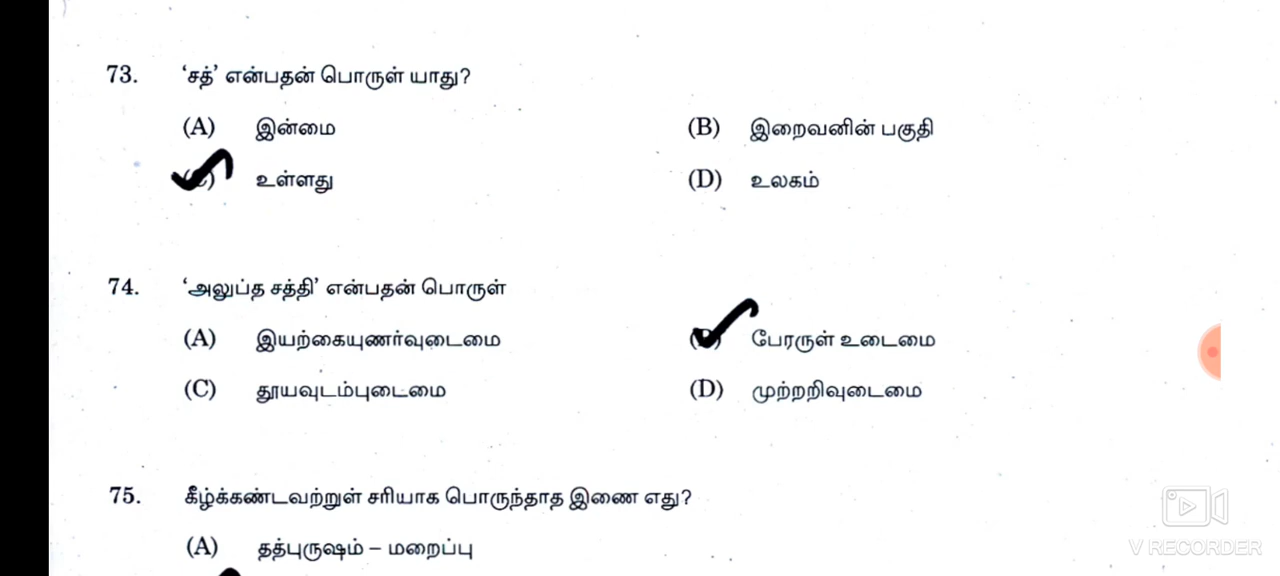 73. ‘சத்’ என்பதன் பொருள் யாது?
(A) இன்மை (B) இறைவனின் பகுதி
உள்ளது (D) உலகம்
74. ‘அலுப்த சத்தி’ என்பதன் பொருள்
(A) இயற்கையுணர்வுடைமை (B) பேரருள் உடைமை
(C) தூயவுடம்புடைமை (D) முற்றறிவுடைமை
75. கீழ்க்கண்டவற்றுள் சரியாக பொருந்தாத இணை எது?
(A) தத்புருஷம் – மறைப்பு
V RECORDER